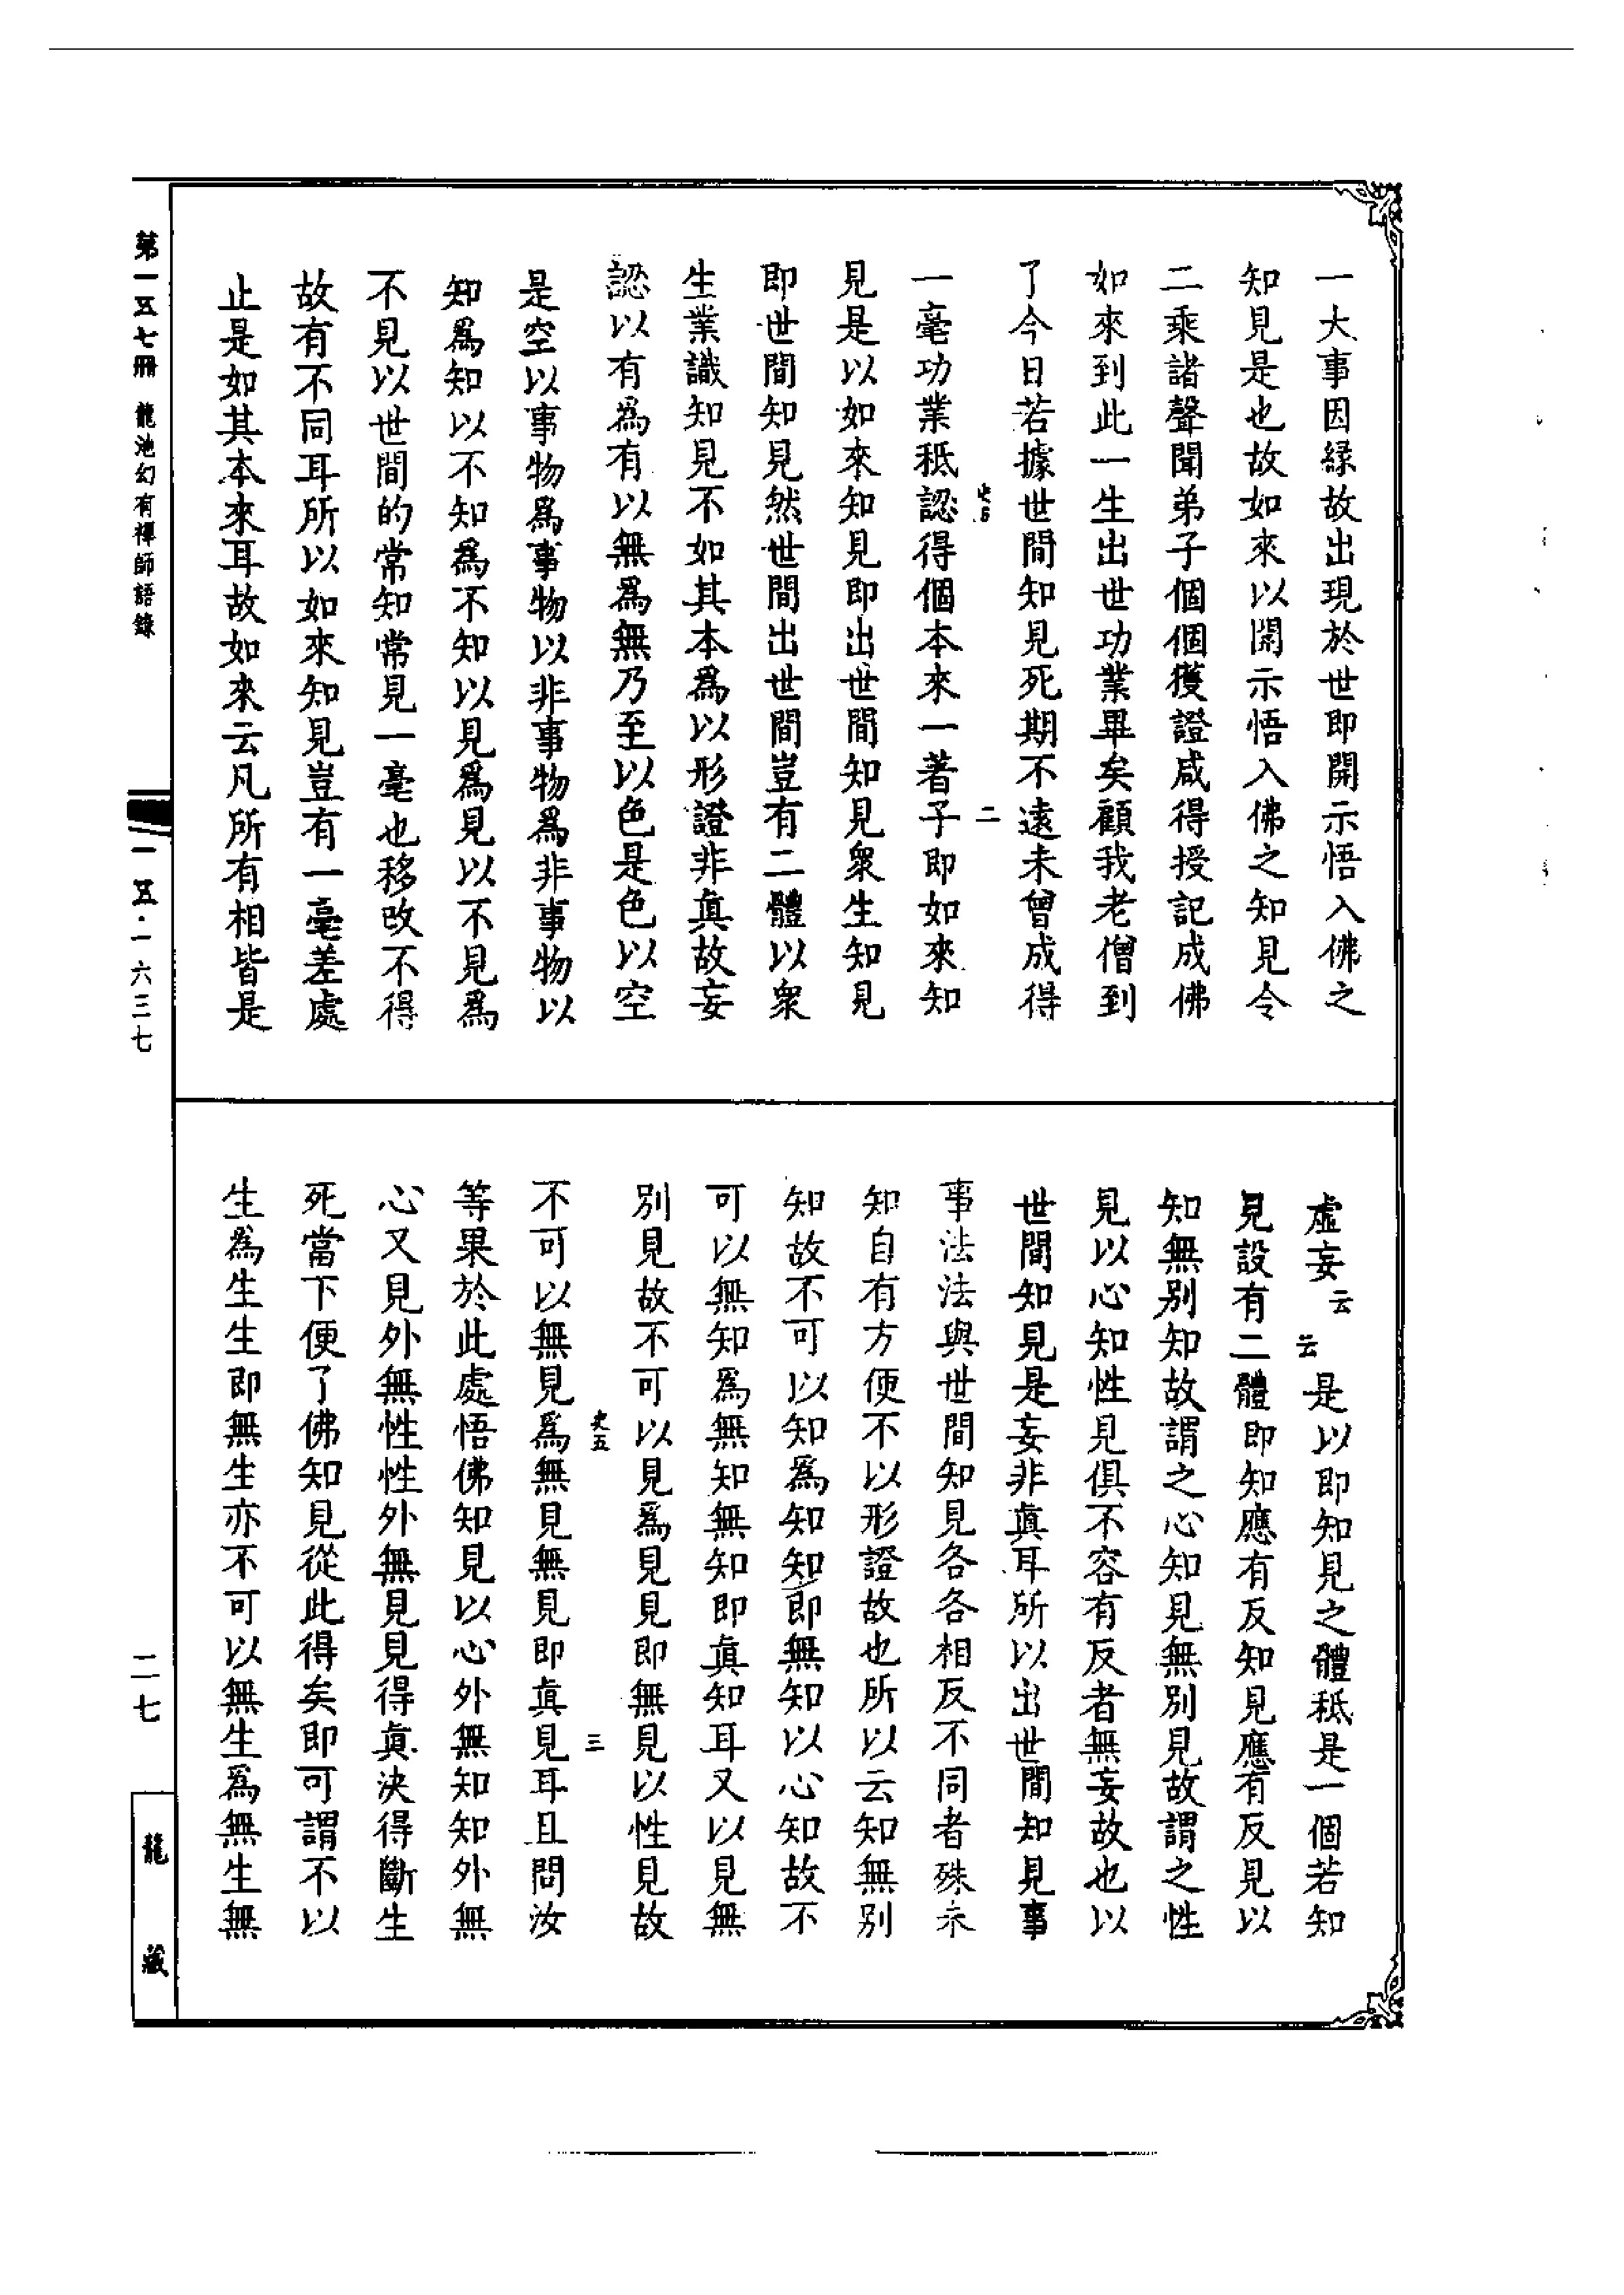 一大事因緣故出現於世即開示悟入佛之
知見是也故如來以開示悟入佛之知見令
二乘諸聲聞弟子個個獲證咸得授記成佛
如來到此一生出世功業畢矣顧我老僧到
了今日若據世間知見死期不遠未曾成得
二
一毫功業秖認得個本來一著子即如來知
見是以如來知見即出世間知見衆生知見
即世間知見然世間出世間豈有二體以衆
生業識知見不如其本爲以形證非真故妄
認以有為有以無爲無乃至以色是色以空
是空以事物爲事物以非事物爲非事物以
知爲知以不知為不知以見爲見以不見爲
不見以世間的常知常見一毫也移改不得
故有不同耳所以如來知見豈有一毫差處
止是如其本來耳故如來云凡所有相皆是
虛妄云云是以即知見之體秖是一個若知
見設有二體即知應有反知見應有反見以
知無別知故謂之心知見無別見故謂之性
見以心知性見俱不容有反者無妄故也以
世間知見是妄非真耳所以出世間知見事
事法法與世間知見各各相反不同者殊未
知自有方便不以形證故也所以云知無別
知故不可以知為知知即無知以心知故不
可以無知爲無知無知即真知耳又以見無
別見故不可以見爲見見即無見以性見故
史五
三
不可以無見爲無見無見即真見耳且問汝
等果於此處悟佛知見以心外無知知外無
心又見外無性性外無見見得真決得斷生
死當下便了佛知見從此得矣即可謂不以
生為生生即無生亦不可以無生爲無生無
第一五七冊 龍池幻有禪師語錄
一五五·一六三七
二七
龍藏